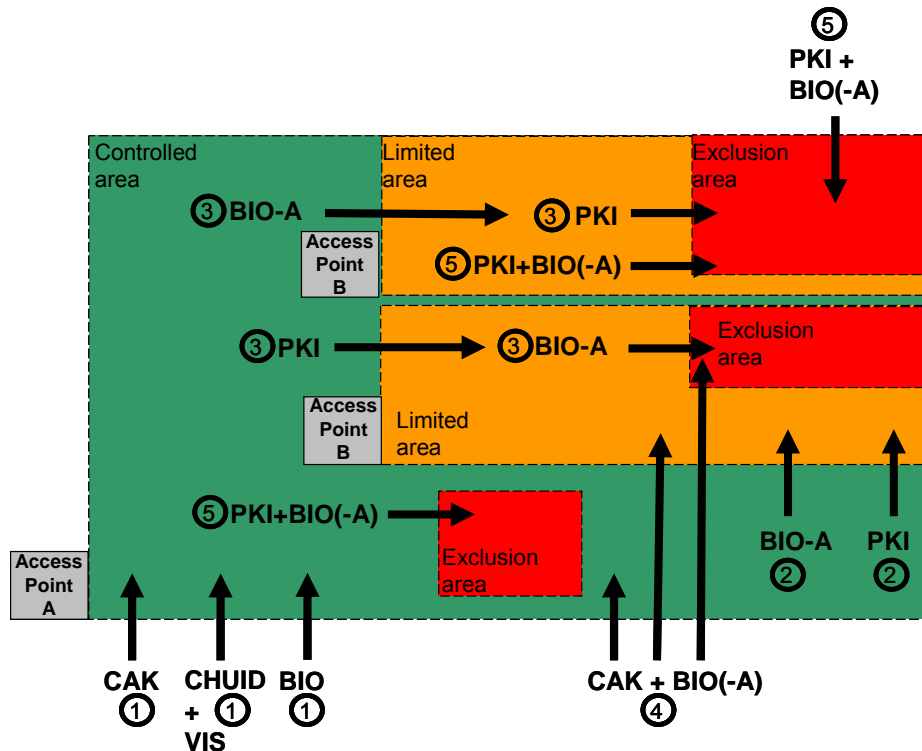 ⑤
PKI +
BIO(-A)
Controlled
area
Limited
area
Exclusion
area
③ BIO-A
③ PKI
Access
Point
B
⑤ PKI+BIO(-A)
③ PKI
③ BIO-A
Exclusion
area
Access
Point
B
Limited
area
⑤ PKI+BIO(-A)
Exclusion
area
BIO-A
②
PKI
②
Access
Point
A
CAK
①
CHUID
+ ①
VIS
BIO
①
CAK + BIO(-A)
④